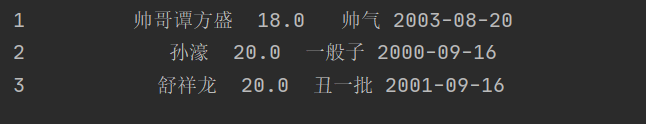 1 帅哥谭方盛 18.0 帅气 2003-08-20
2 孙濠 20.0 一般子 2000-09-16
3 舒祥龙 20.0 丑一批 2001-09-16